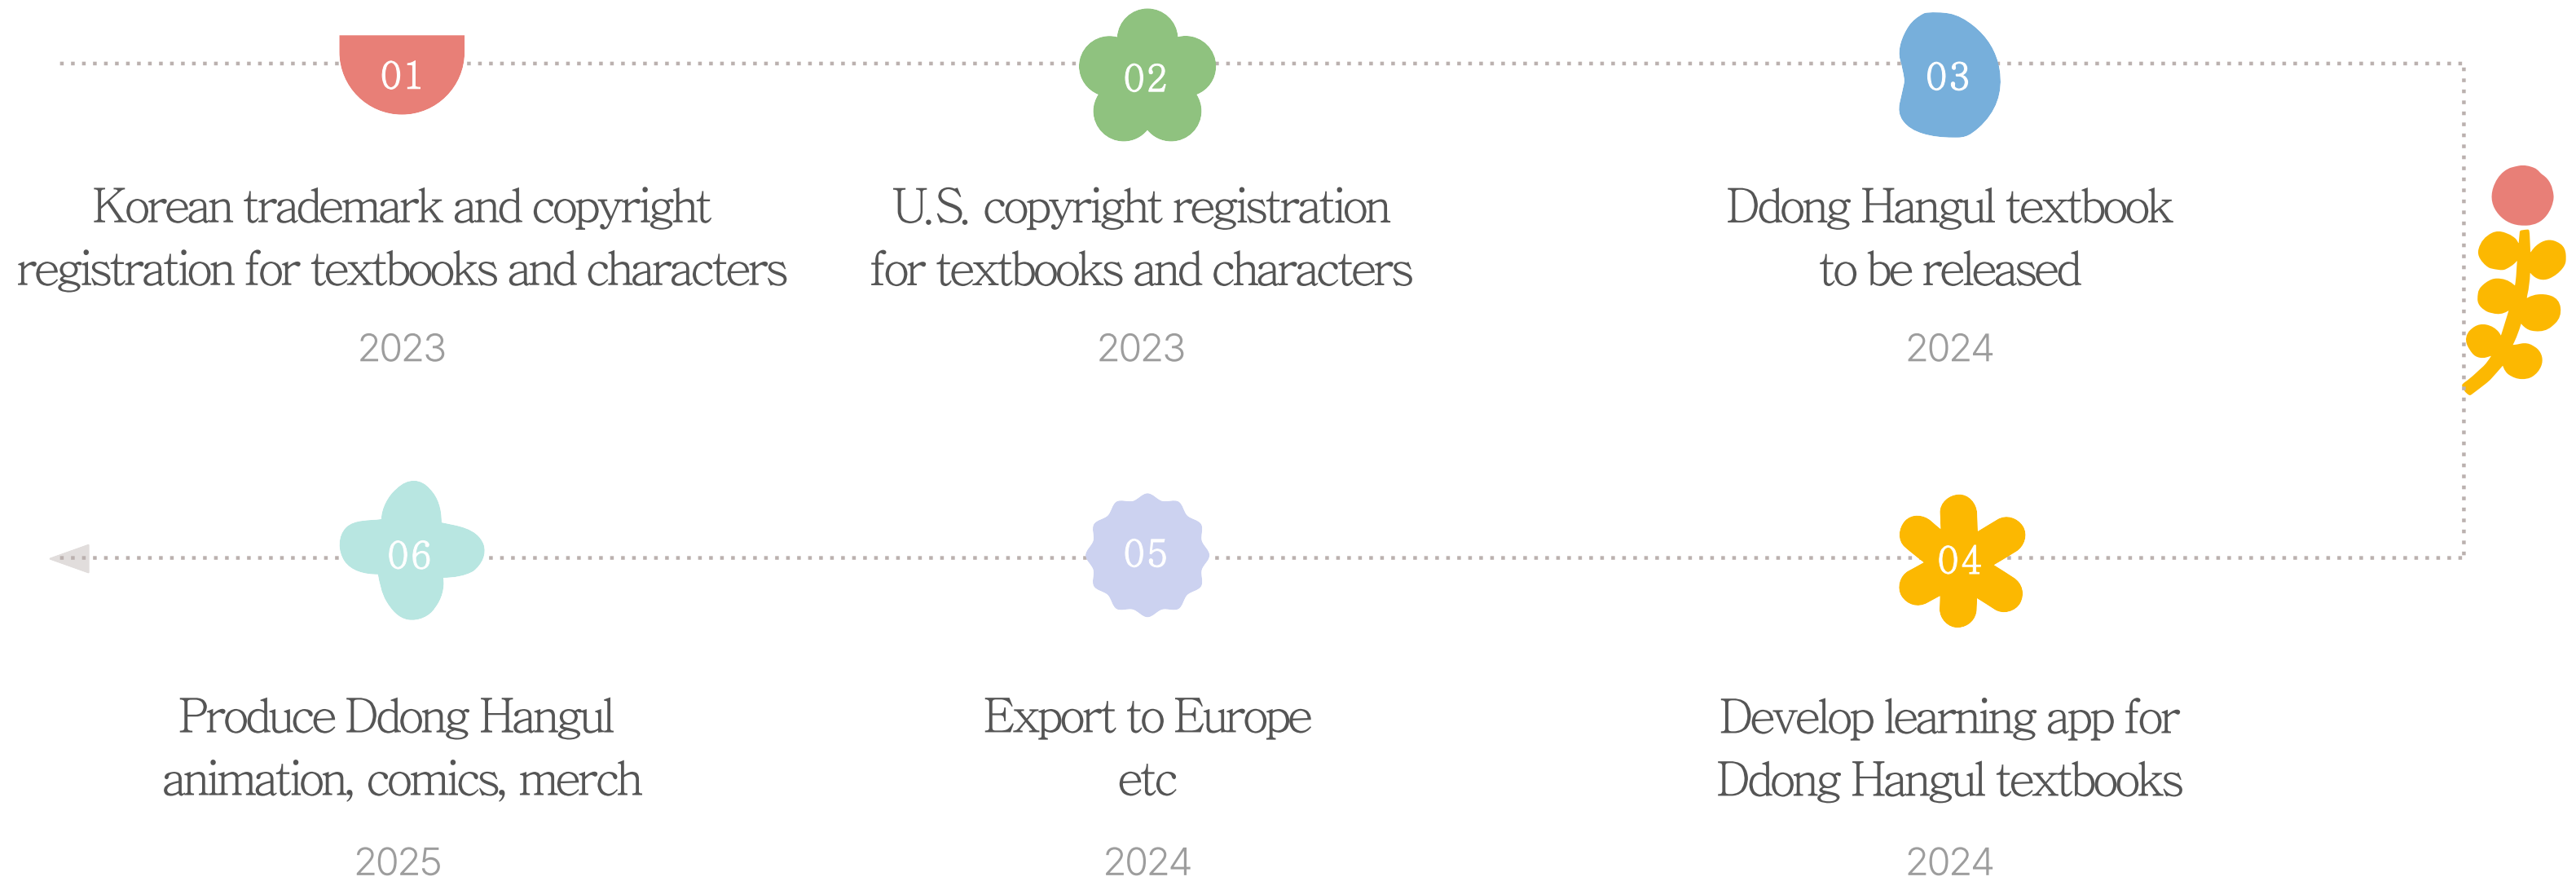 01
Korean trademark and copyright
registration for textbooks and characters
2023
02
U.S. copyright registration
for textbooks and characters
2023
03
Ddong Hangul textbook
to be released
2024
04
Develop learning app for
Ddong Hangul textbooks
2024
05
Export to Europe
etc
2024
06
Produce Ddong Hangul
animation, comics, merch
2025